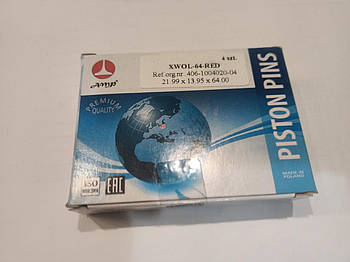 4 szt.
XWOL-64-RED
Ref org.nr. 406-1004020-04
21.99 x 13.95 x 64.00
Amp
PREMIUM
QUALITY
PISTON PINS
ISO
EAC
MADE IN
POLAND